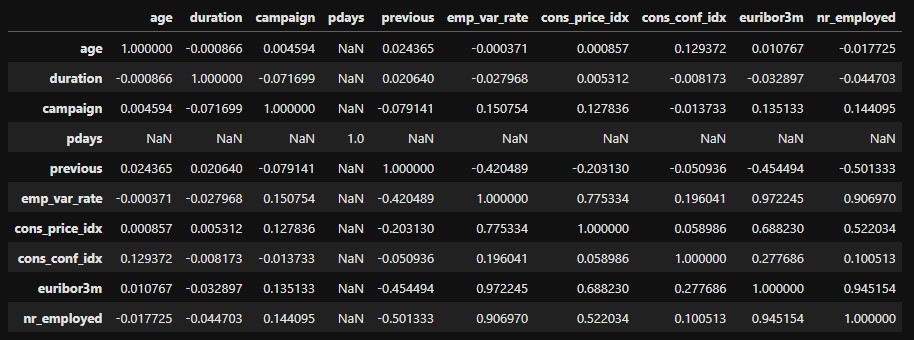 age duration campaign pdays previous emp_var_rate cons_price_idx cons_conf_idx euribor3m nr_employed
age 1.000000 -0.000866 0.004594 NaN 0.024365 -0.000371 0.000857 0.129372 0.010767 -0.017725
duration -0.000866 1.000000 -0.071699 NaN 0.020640 -0.027968 0.005312 -0.008173 -0.032897 -0.044703
campaign 0.004594 -0.071699 1.000000 NaN -0.079141 0.150754 0.127836 -0.013733 0.135133 0.144095
pdays NaN NaN NaN 1.0 NaN NaN NaN NaN NaN NaN
previous 0.024365 0.020640 -0.079141 NaN 1.000000 -0.420489 -0.203130 -0.050936 -0.454494 -0.501333
emp_var_rate -0.000371 -0.027968 0.150754 NaN -0.420489 1.000000 0.775334 0.196041 0.972245 0.906970
cons_price_idx 0.000857 0.005312 0.127836 NaN -0.203130 0.775334 1.000000 0.058986 0.688230 0.522034
cons_conf_idx 0.129372 -0.008173 -0.013733 NaN -0.050936 0.196041 0.058986 1.000000 0.277686 0.100513
euribor3m 0.010767 -0.032897 0.135133 NaN -0.454494 0.972245 0.688230 0.277686 1.000000 0.945154
nr_employed -0.017725 -0.044703 0.144095 NaN -0.501333 0.906970 0.522034 0.100513 0.945154 1.000000